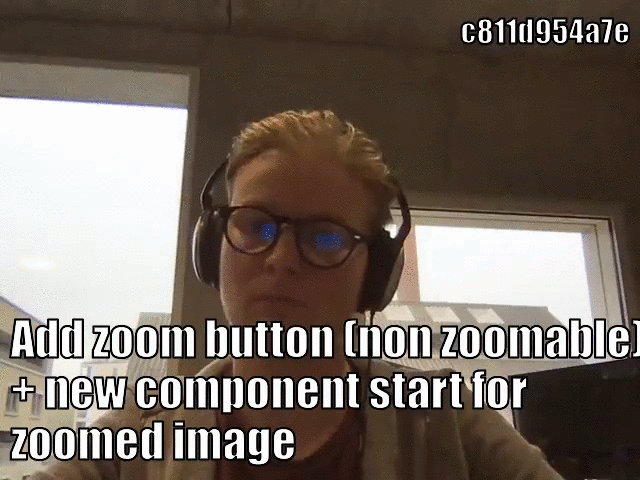 c811d954a7e
Add zoom button (non zoomable)
+ new component start for
zoomed image